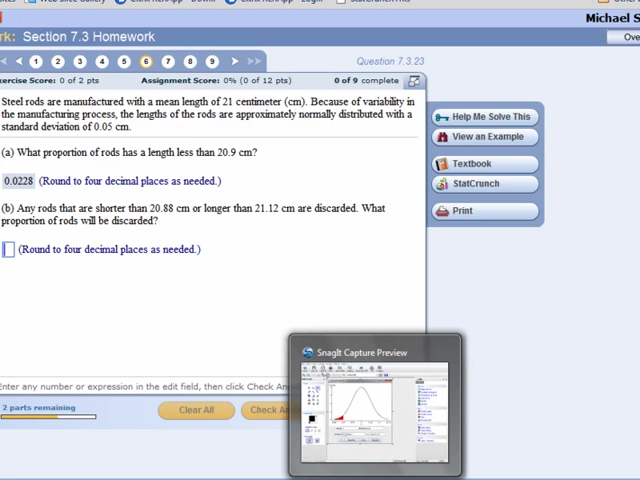 Michael S
rk: Section 7.3 Homework
Ove
1 2 3 4 5 6 7 8 9
Question 7.3.23
xercise Score: 0 of 2 pts Assignment Score: 0% (0 of 12 pts) 0 of 9 complete
Steel rods are manufactured with a mean length of 21 centimeter (cm). Because of variability in
the manufacturing process, the lengths of the rods are approximately normally distributed with a
standard deviation of 0.05 cm.
(a) What proportion of rods has a length less than 20.9 cm?
0.0228 (Round to four decimal places as needed.)
(b) Any rods that are shorter than 20.88 cm or longer than 21.12 cm are discarded. What
proportion of rods will be discarded?
(Round to four decimal places as needed.)
Help Me Solve This
View an Example
Textbook
StatCrunch
Print
SnagIt Capture Preview
Enter any number or expression in the edit field, then click Check An
2 parts remaining
Clear All
Check An